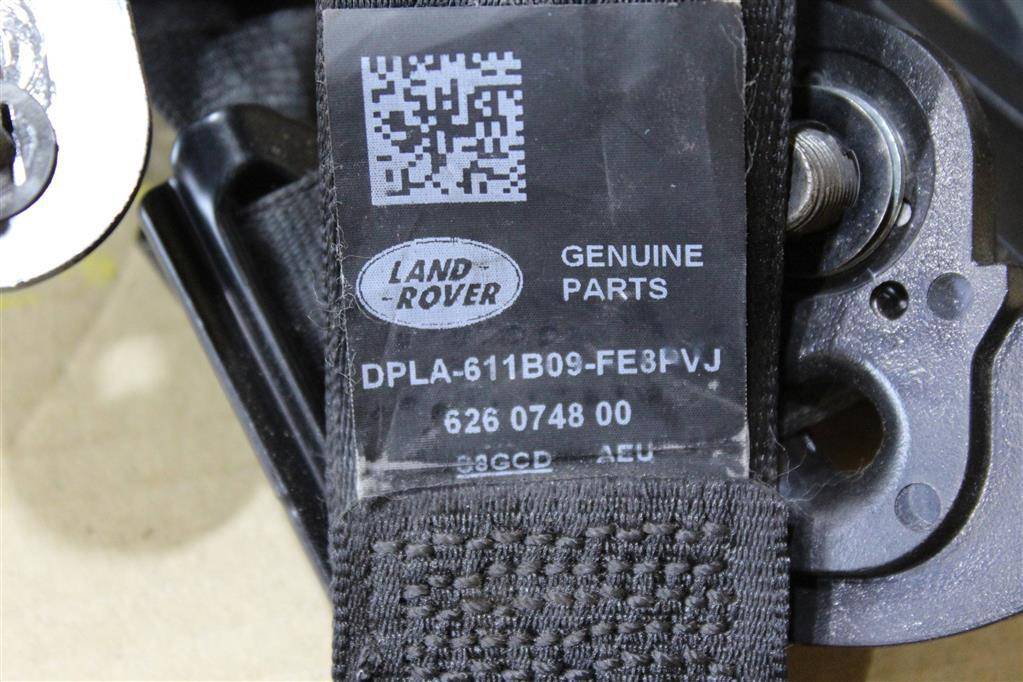 LAND-
-ROVER
GENUINE
PARTS
DPLA-611B09-FE8PVJ
626 0748 00
AEU